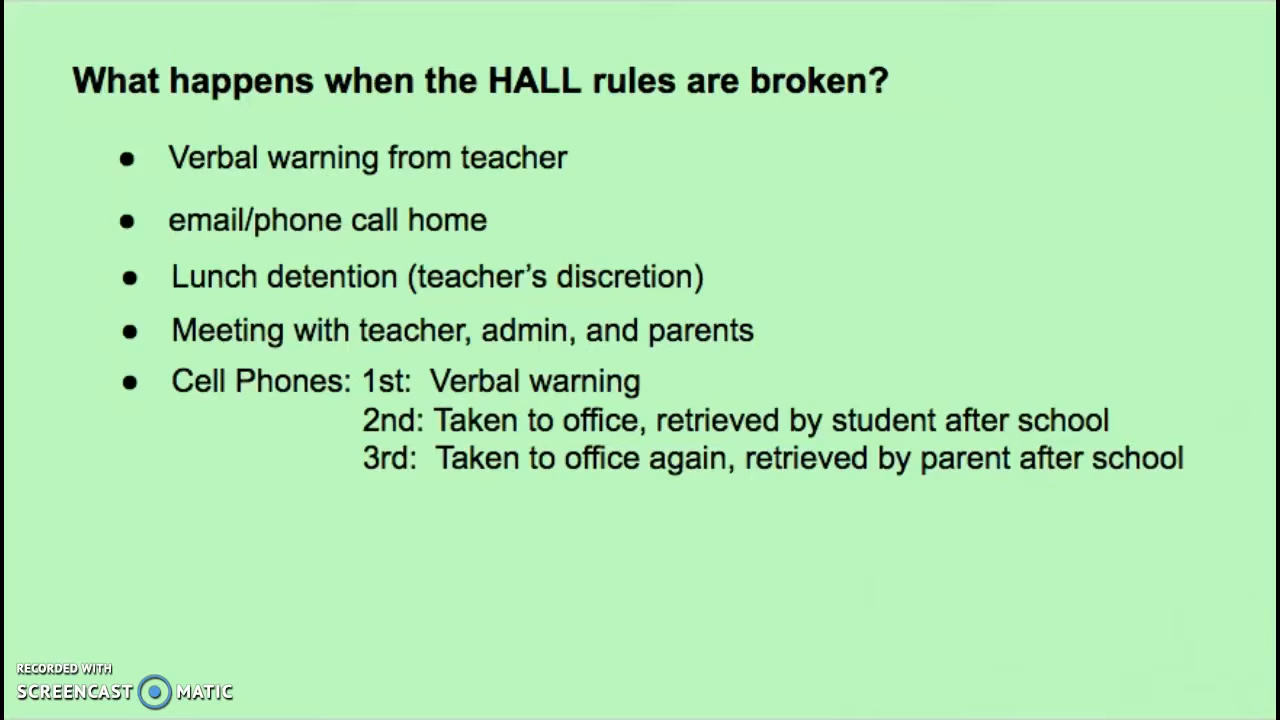 What happens when the HALL rules are broken?
● Verbal warning from teacher
● email/phone call home
● Lunch detention (teacher's discretion)
● Meeting with teacher, admin, and parents
● Cell Phones: 1st: Verbal warning
2nd: Taken to office, retrieved by student after school
3rd: Taken to office again, retrieved by parent after school
RECORDED WITH
SCREENCAST MATIC